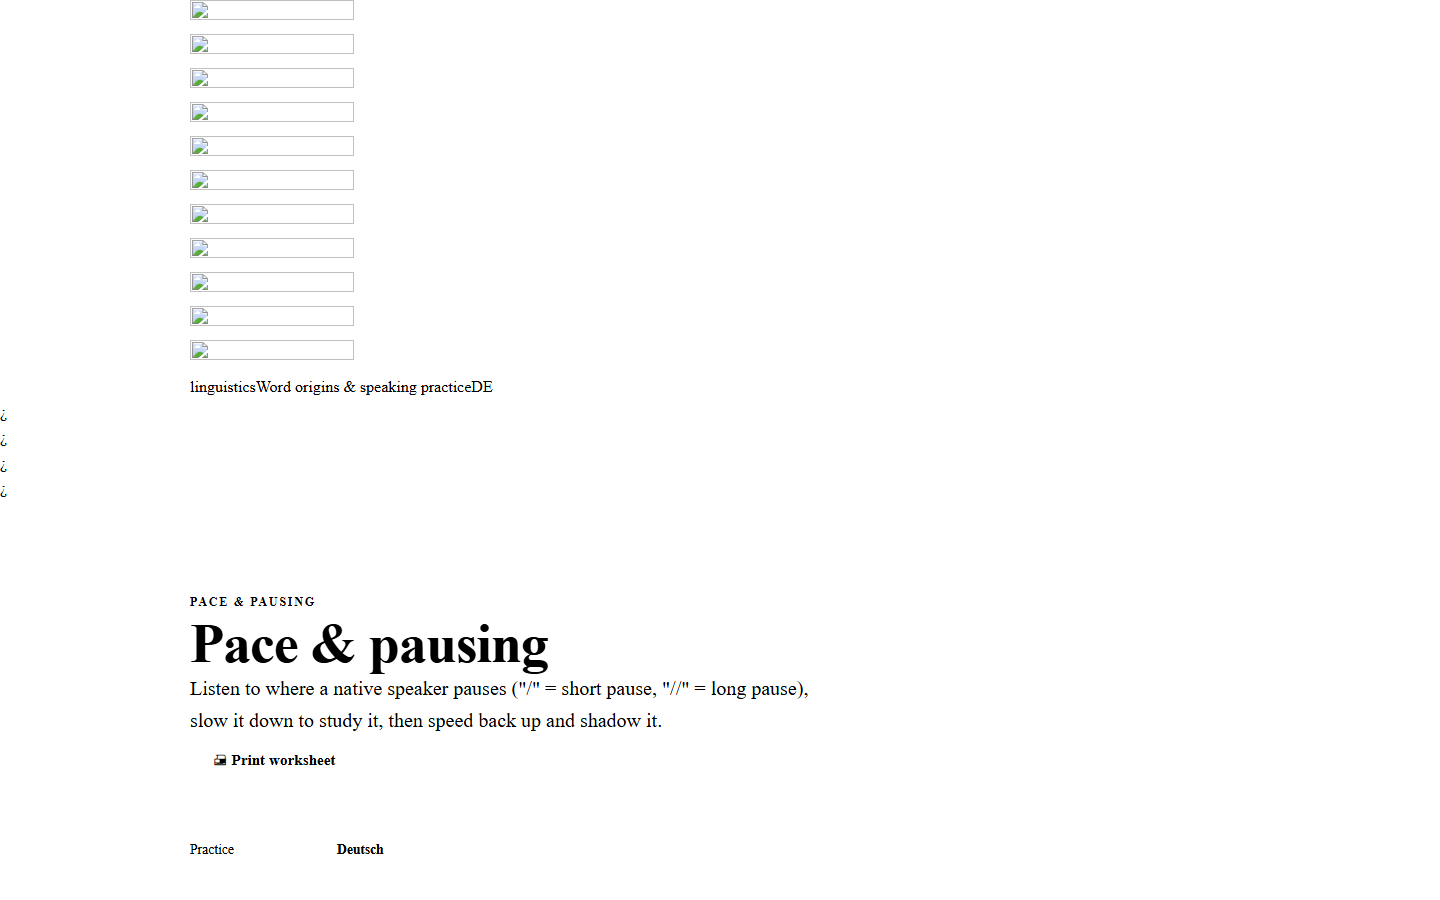 linguisticsWord origins & speaking practiceDE
¿
¿
¿
¿
PACE & PAUSING
Pace & pausing
Listen to where a native speaker pauses ("/" = short pause, "//" = long pause),
slow it down to study it, then speed back up and shadow it.
Print worksheet
Practice Deutsch